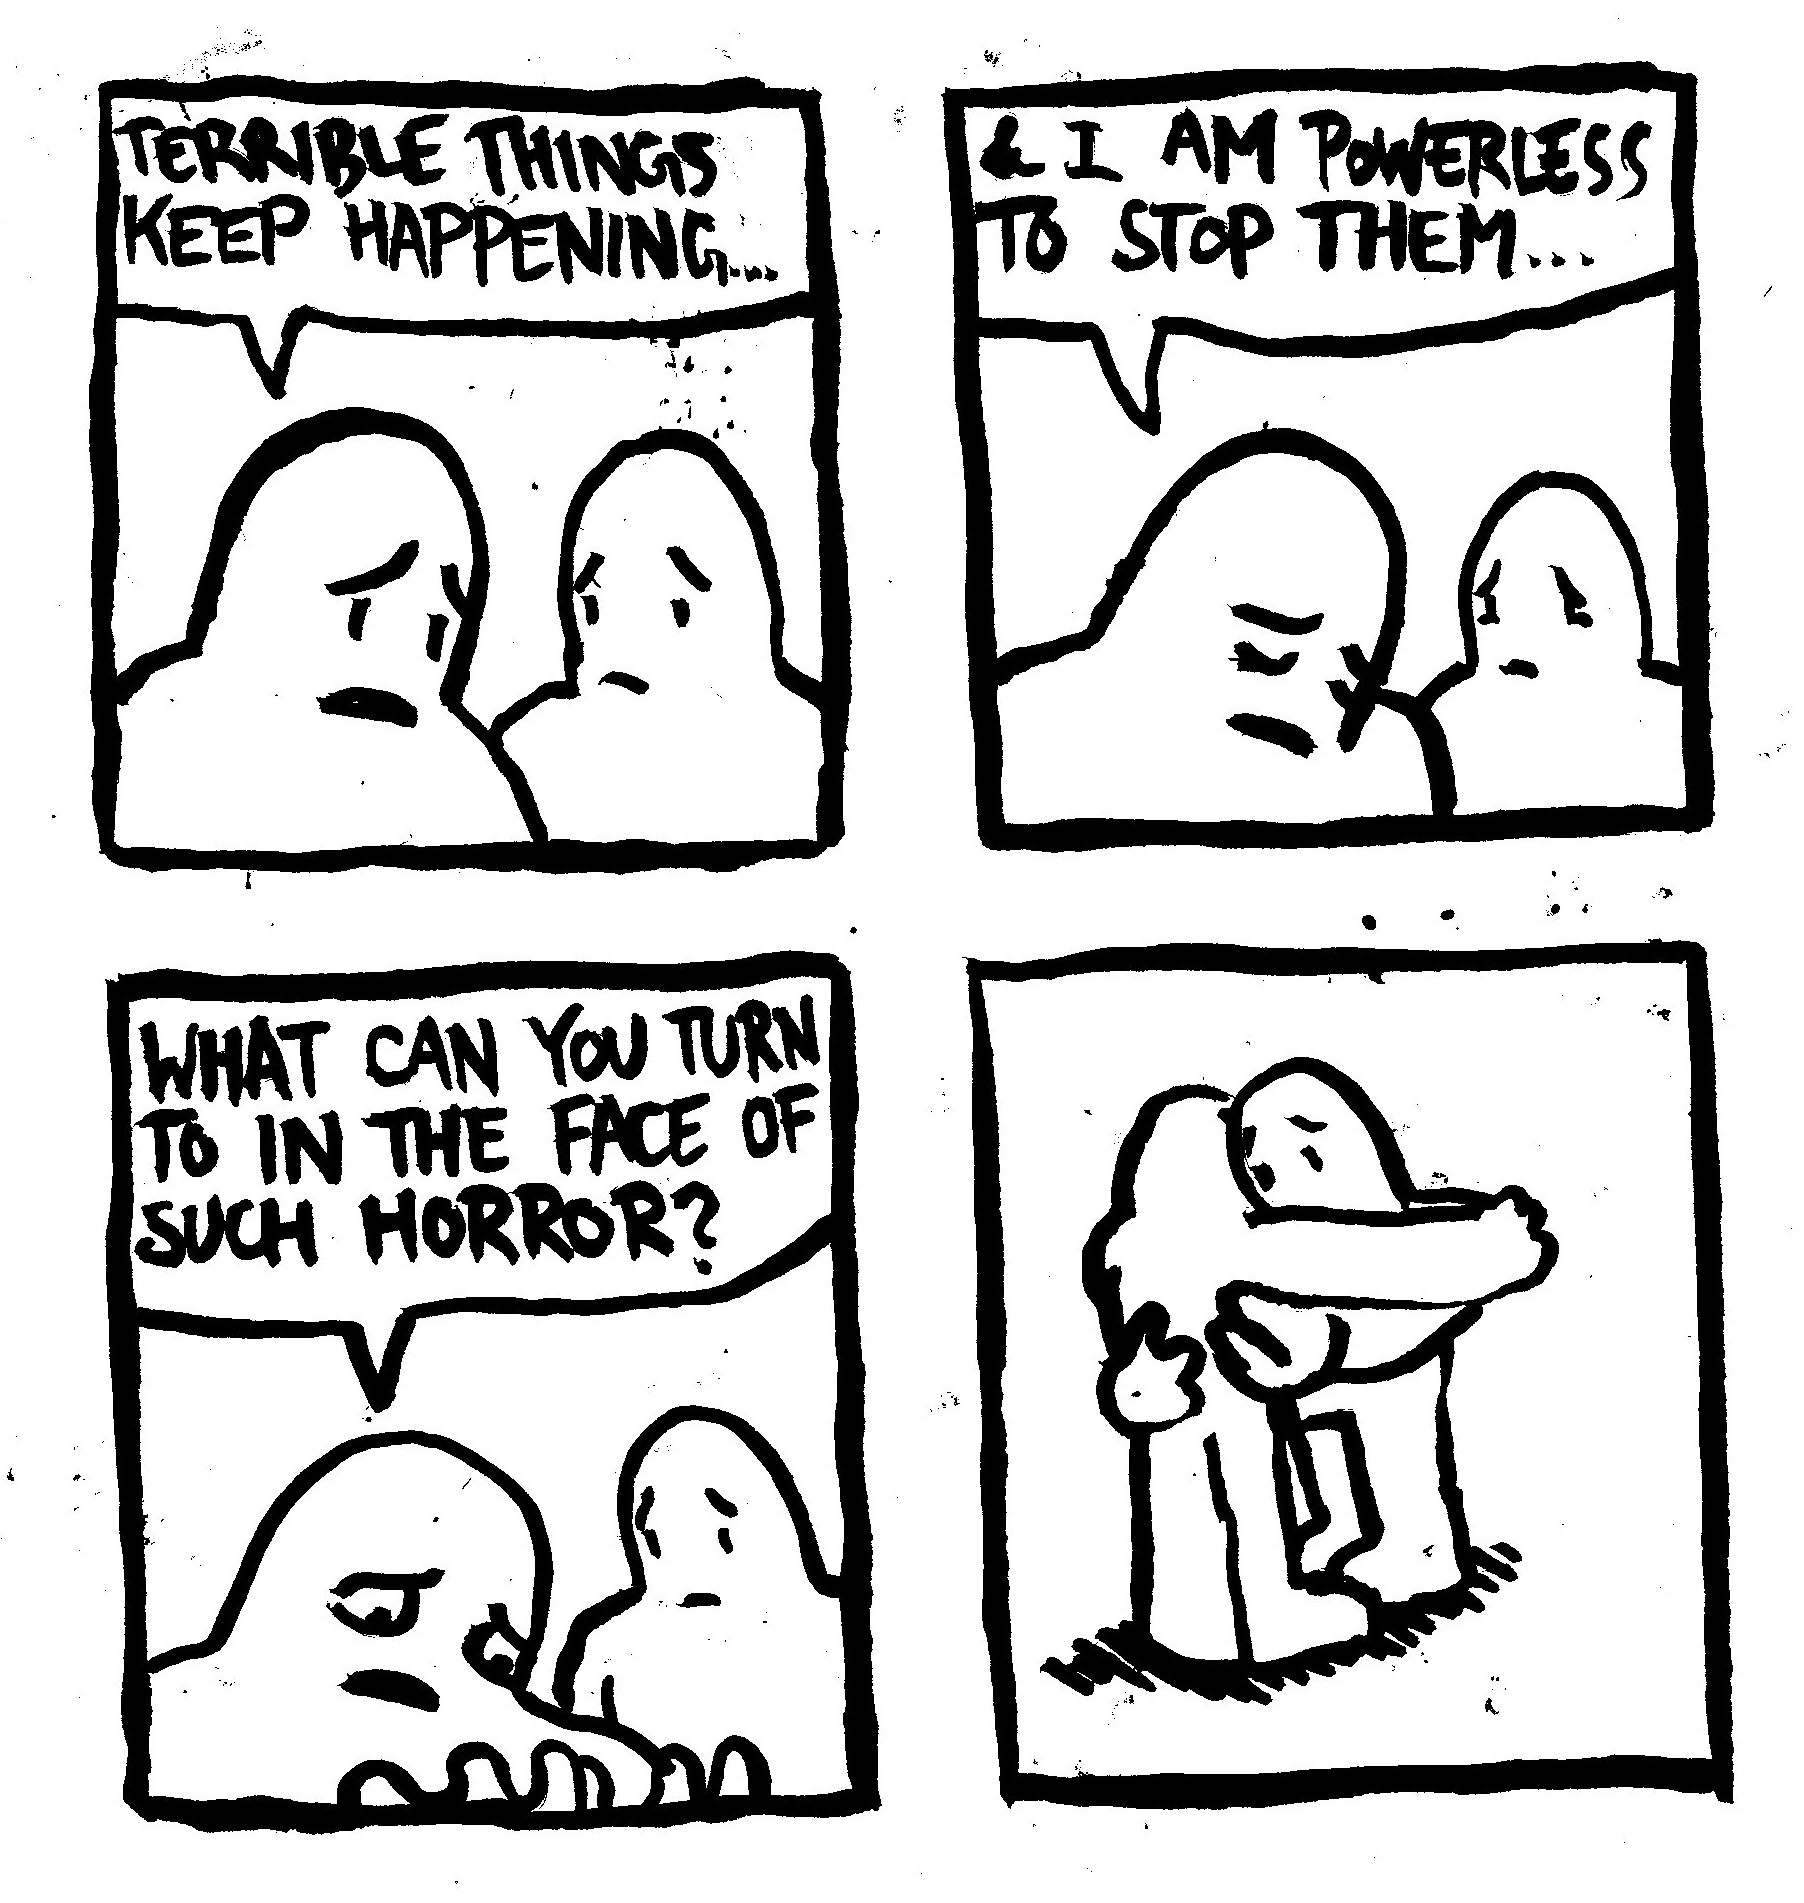 TERRIBLE THINGS
KEEP HAPPENING...
& I AM POWERLESS
TO STOP THEM...
WHAT CAN YOU TURN
TO IN THE FACE OF
SUCH HORROR?